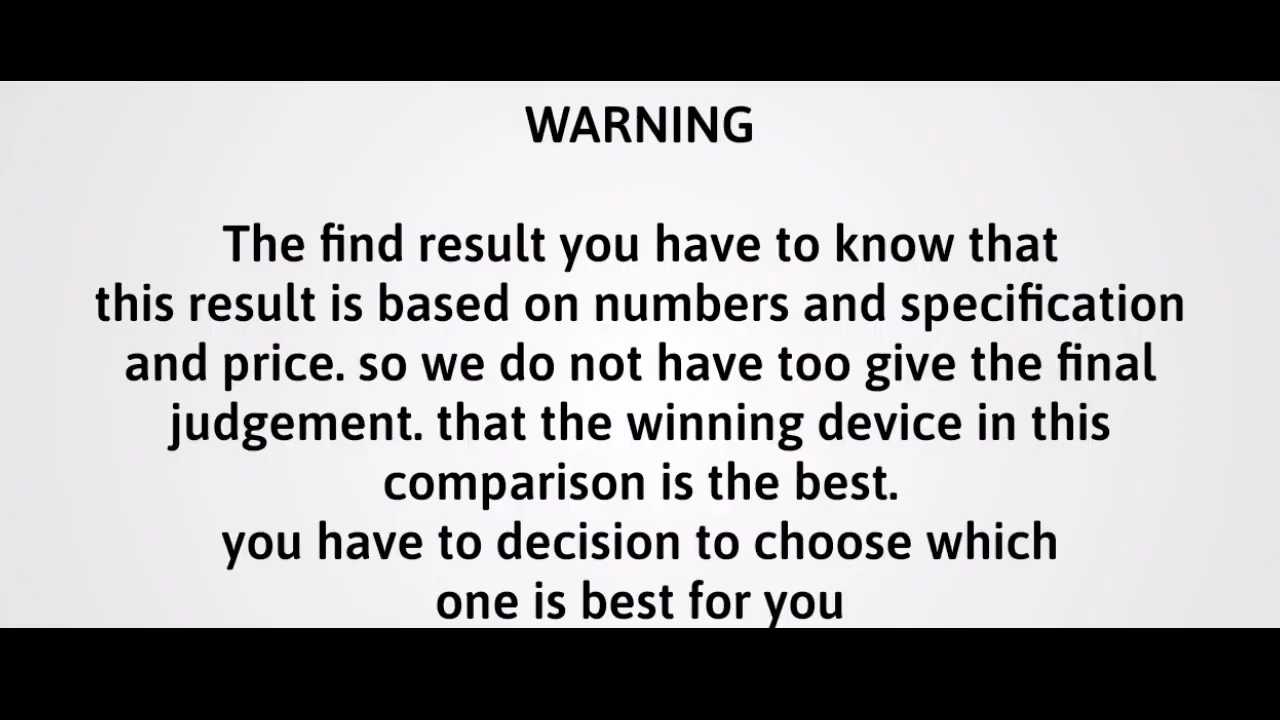 WARNING
The find result you have to know that
this result is based on numbers and specification
and price. so we do not have too give the final
judgement. that the winning device in this
comparison is the best.
you have to decision to choose which
one is best for you